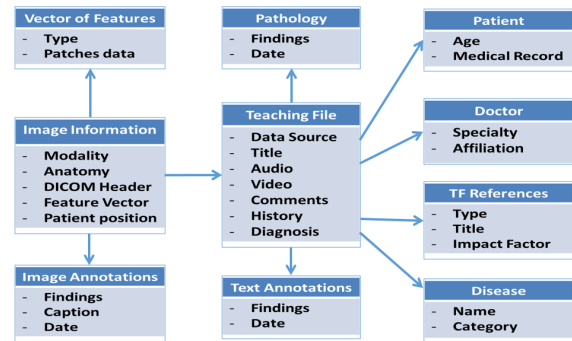 Vector of Features
- Type
- Patches data
Pathology
- Findings
- Date
Patient
- Age
- Medical Record
Image Information
- Modality
- Anatomy
- DICOM Header
- Feature Vector
- Patient position
Teaching File
- Data Source
- Title
- Audio
- Video
- Comments
- History
- Diagnosis
Doctor
- Specialty
- Affiliation
TF References
- Type
- Title
- Impact Factor
Image Annotations
- Findings
- Caption
- Date
Text Annotations
- Findings
- Date
Disease
- Name
- Category